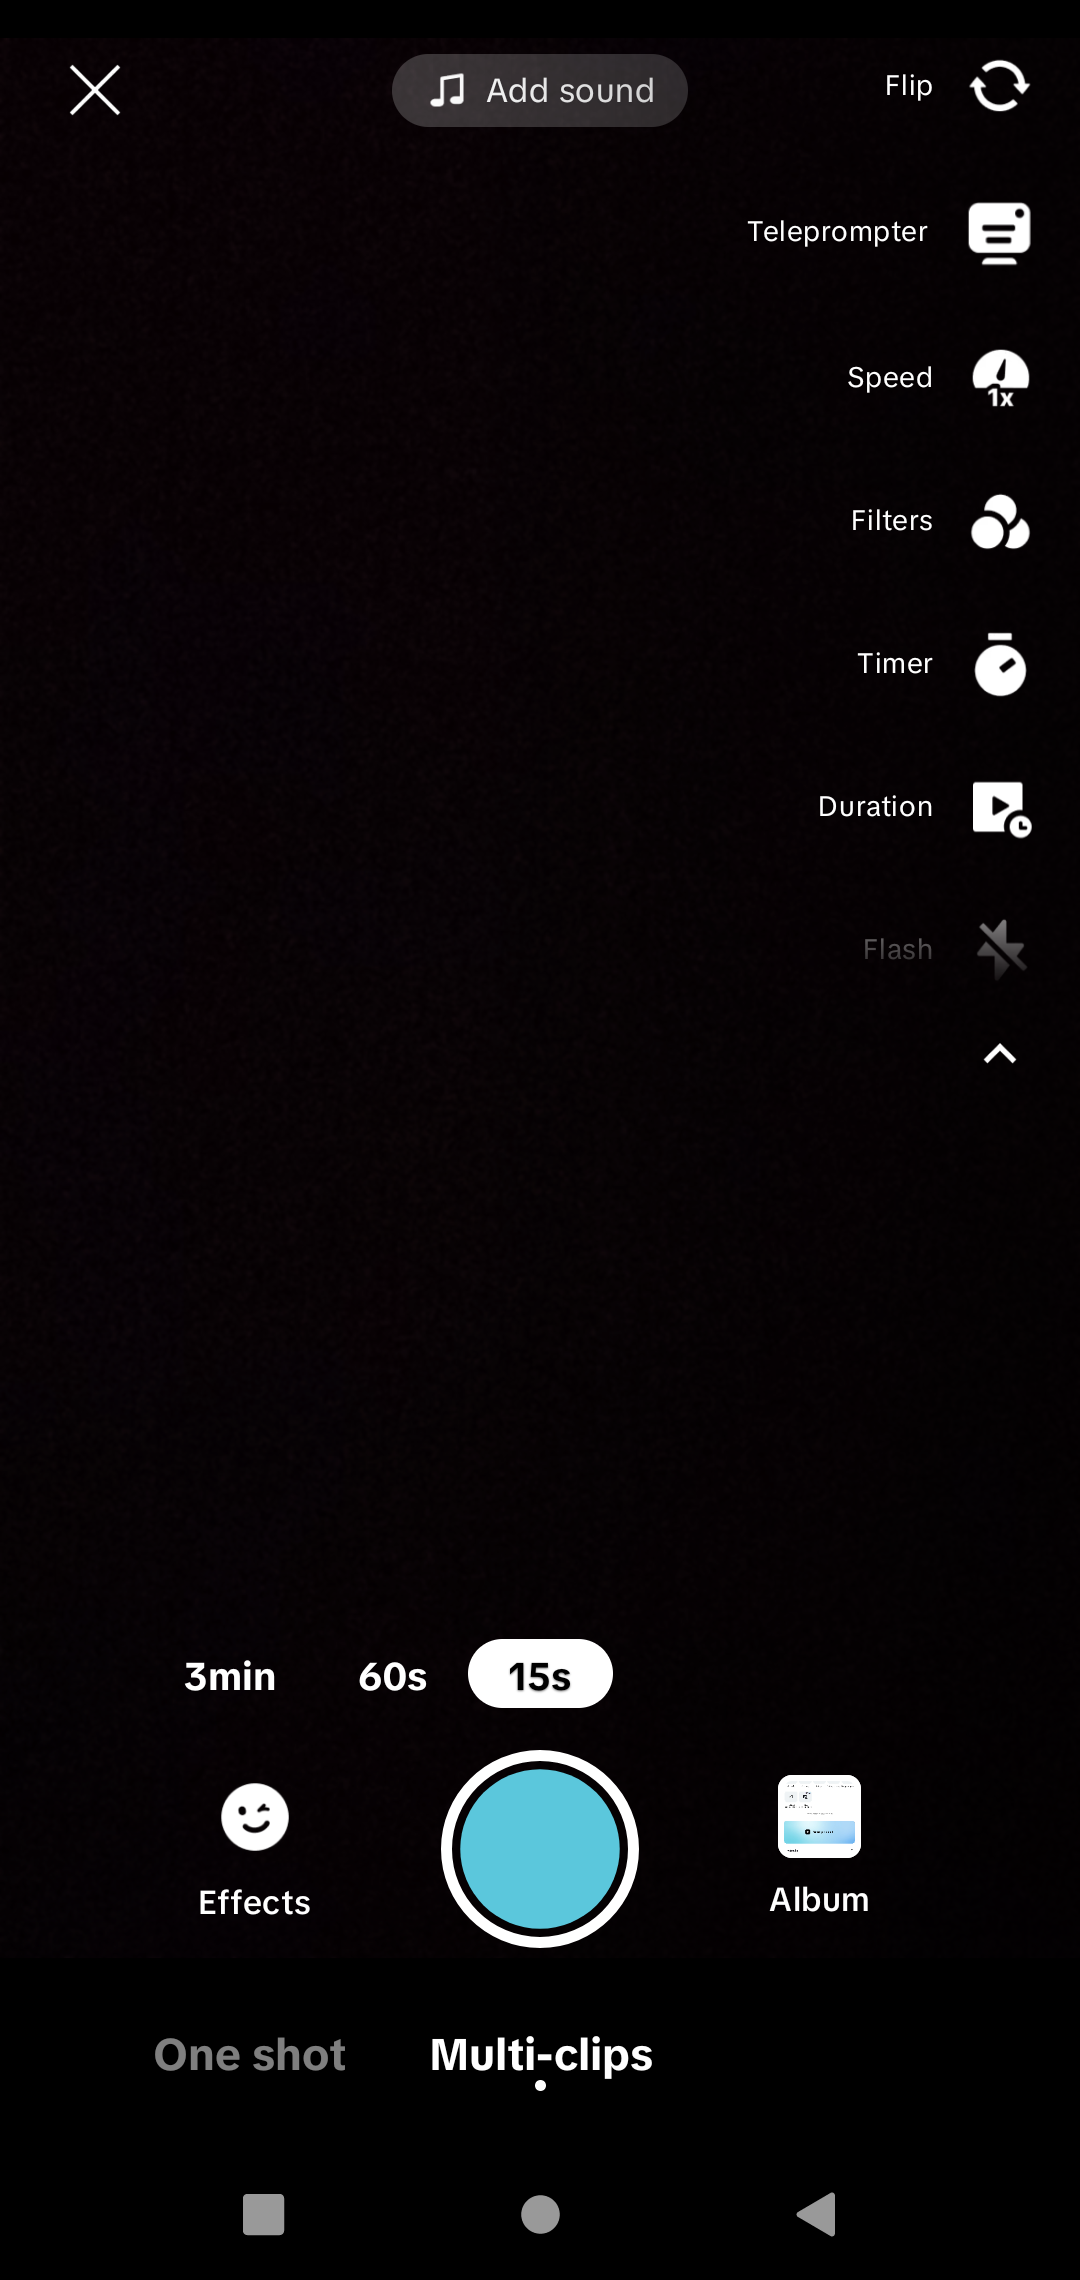 Add sound
Flip
Teleprompter
Speed
1x
Filters
Timer
Duration
Flash
3min
60s
15s
Effects
Album
One shot
Multi-clips